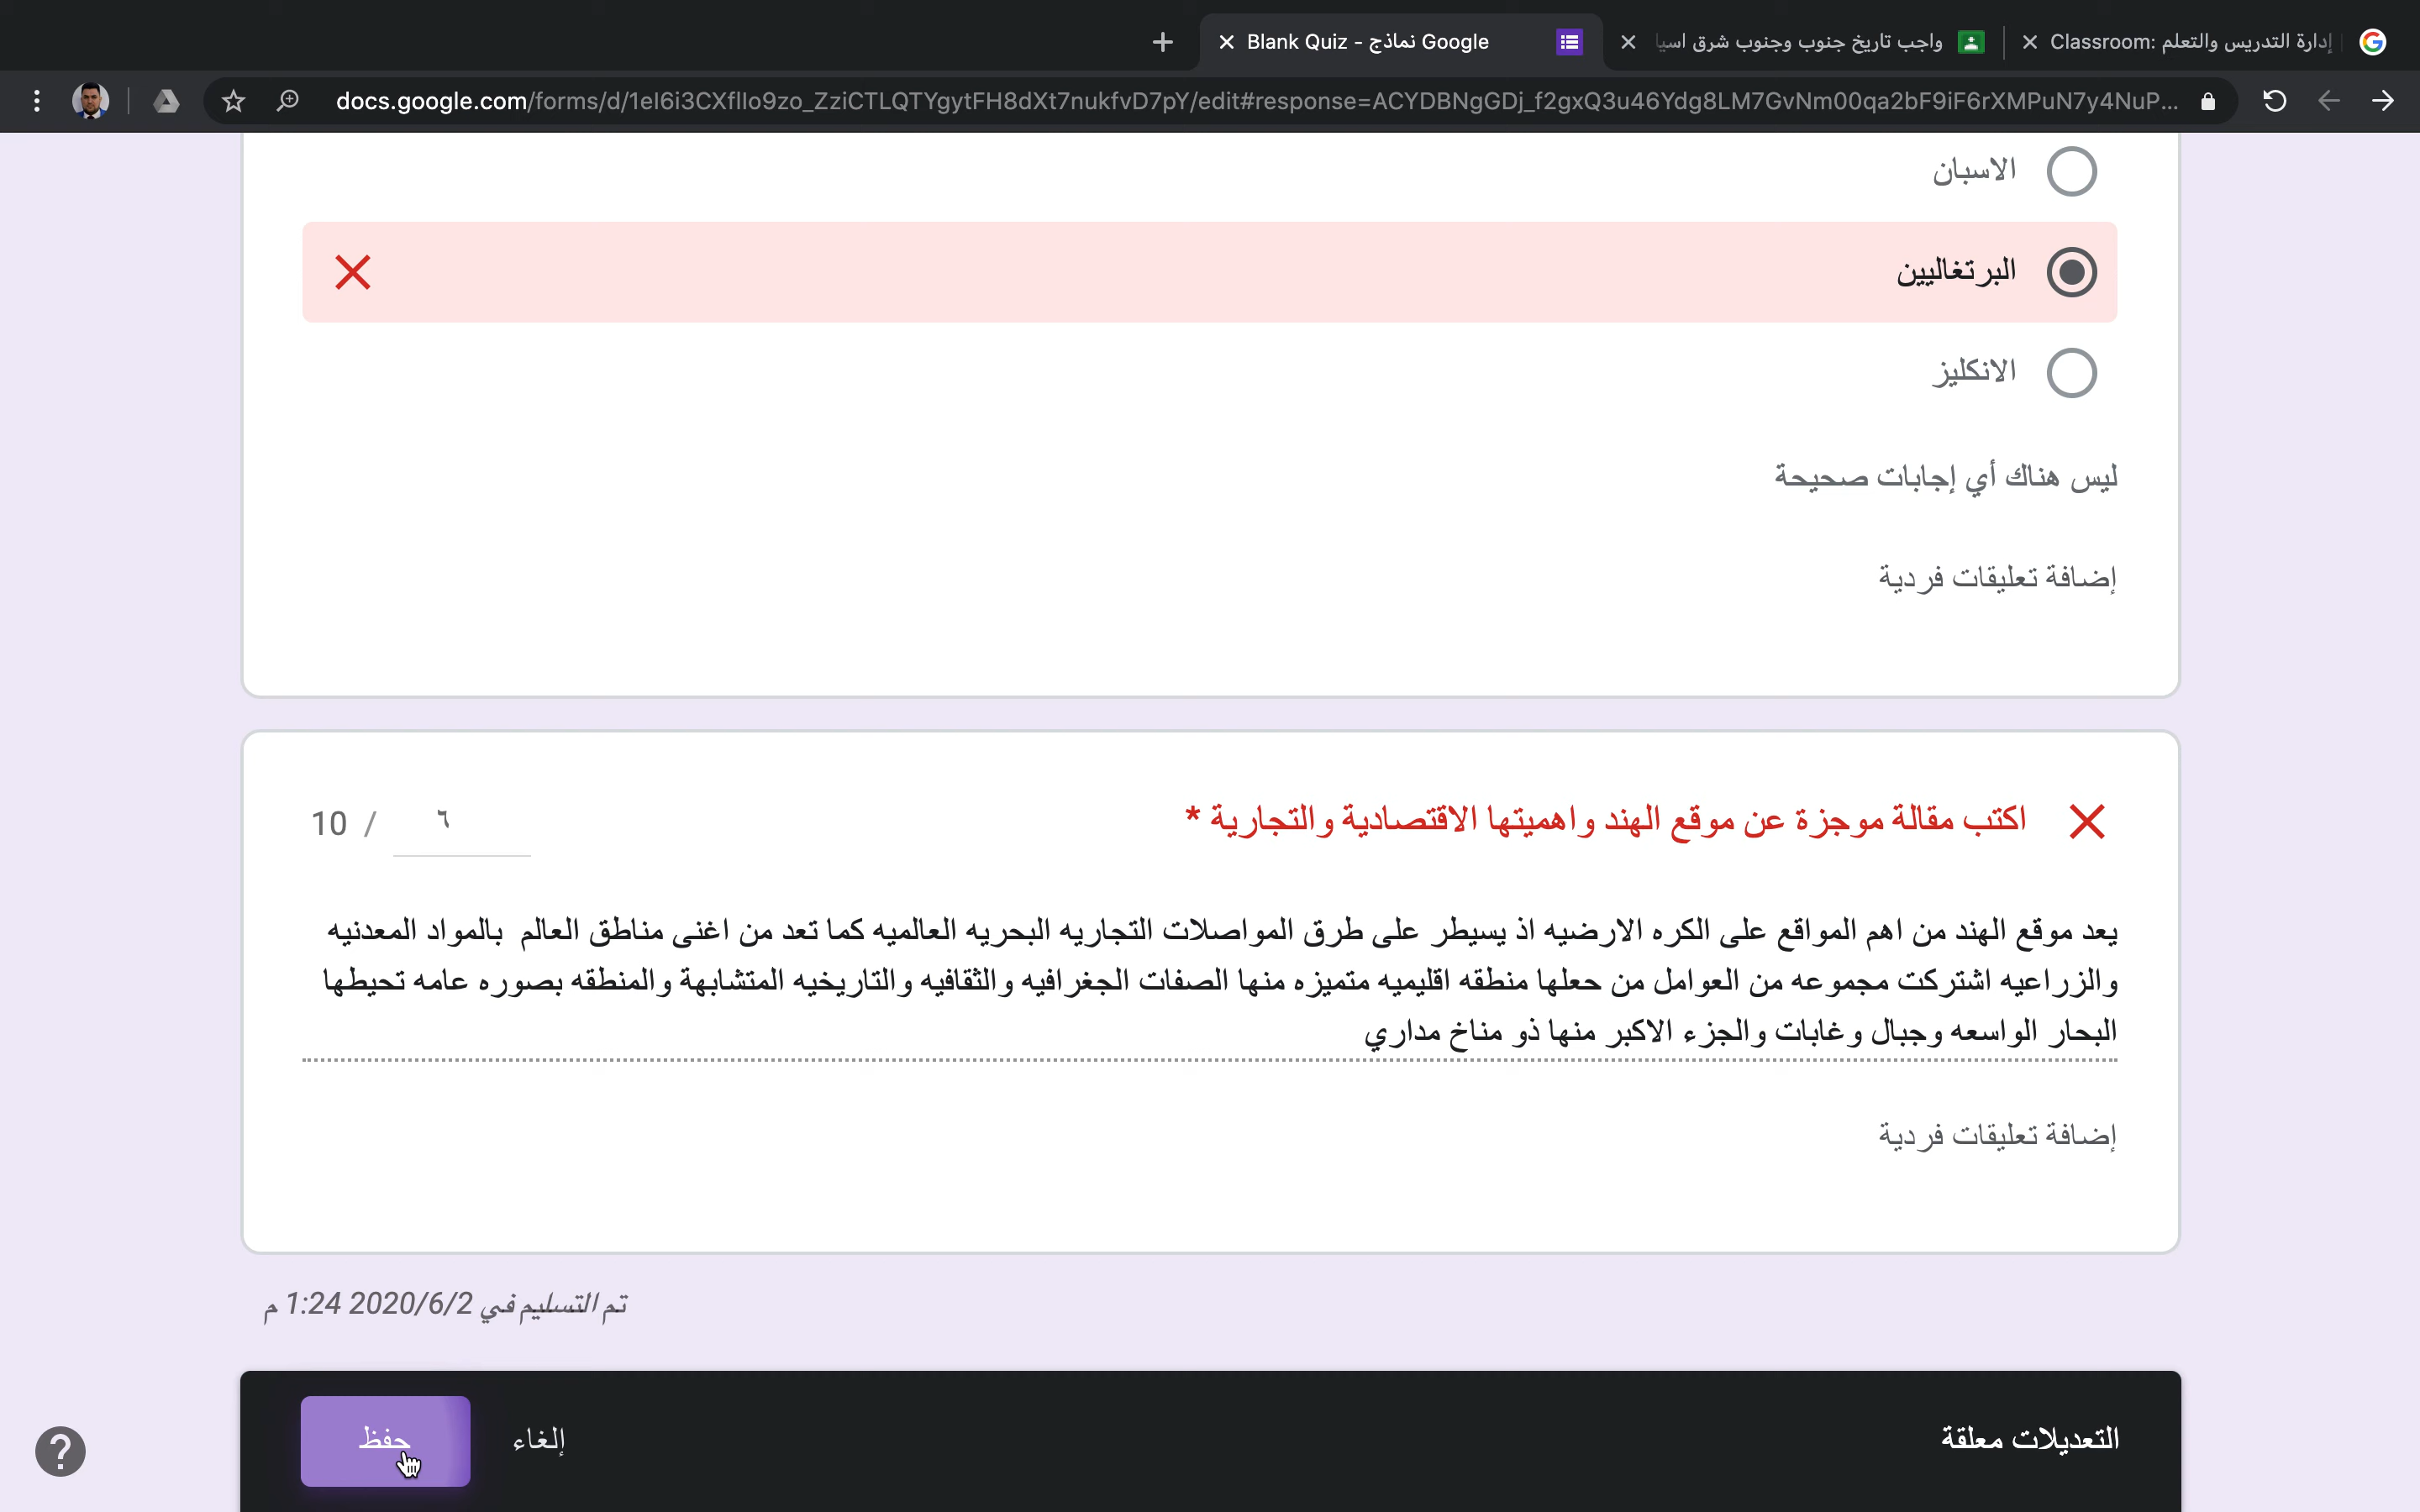 إدارة التدريس والتعلم :Classroom
واجب تاريخ جنوب وجنوب شرق اسيا
Blank Quiz - نماذج Google
docs.google.com/forms/d/1el6i3CXfIlo9zo_ZziCTLQTYgytFH8dXt7nukfvD7pY/edit#response=ACYDBNgGDj_f2gxQ3u46Ydg8LM7GvNm00qa2bF9iF6rXMPuN7y4NuP...
الاسبان
البرتغاليين
الانكليز
ليس هناك أي إجابات صحيحة
إضافة تعليقات فردية
اكتب مقالة موجزة عن موقع الهند واهميتها الاقتصادية والتجارية *
٦ / 10
يعد موقع الهند من اهم المواقع على الكره الارضيه اذ يسيطر على طرق المواصلات التجاريه البحريه العالميه كما تعد من اغنى مناطق العالم بالمواد المعدنيه
والزراعيه اشتركت مجموعه من العوامل من حعلها منطقه اقليميه متميزه منها الصفات الجغرافيه والثقافيه والتاريخيه المتشابهة والمنطقه بصوره عامه تحيطها
البحار الواسعه وجبال وغابات والجزء الاكبر منها ذو مناخ مداري
إضافة تعليقات فردية
تم التسليم في 2020/6/2 1:24 م
التعديلات معلقة
إلغاء
حفظ